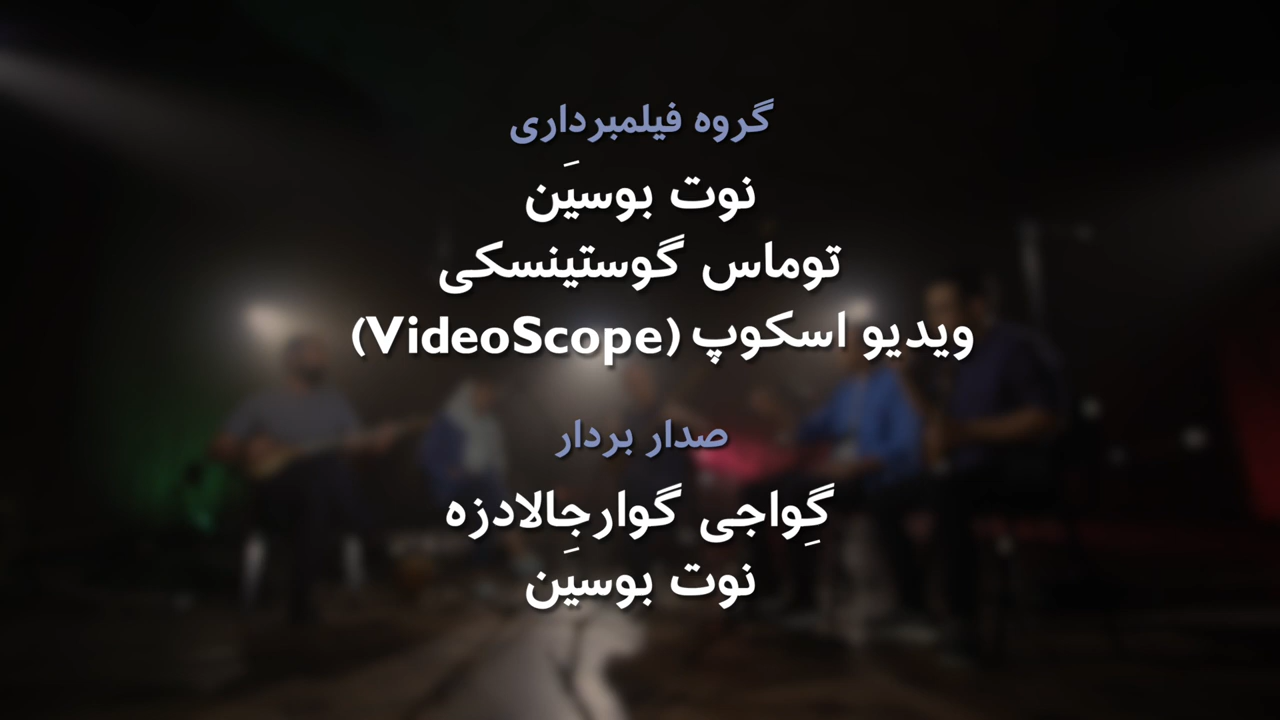 گروه فیلمبرداری
نوت بوسیَن
توماس گوستینسکی
ویدیو اسکوپ (VideoScope)
صدار بردار
گِواجی گوارجِالادزه
نوت بوسیَن